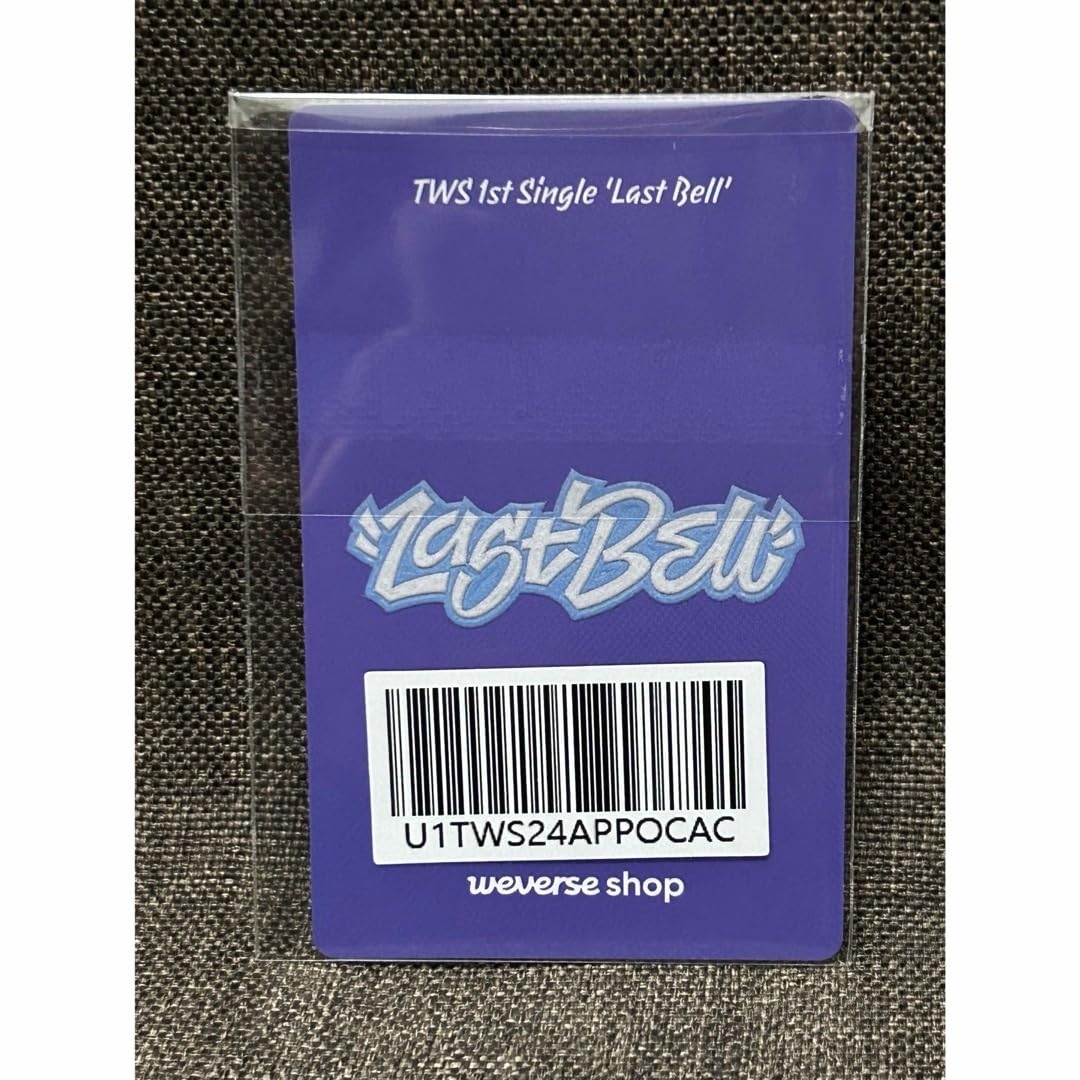 TWS 1st Single 'Last Bell'
"Last Bell"
U1TWS24APPOCAC
weverse shop